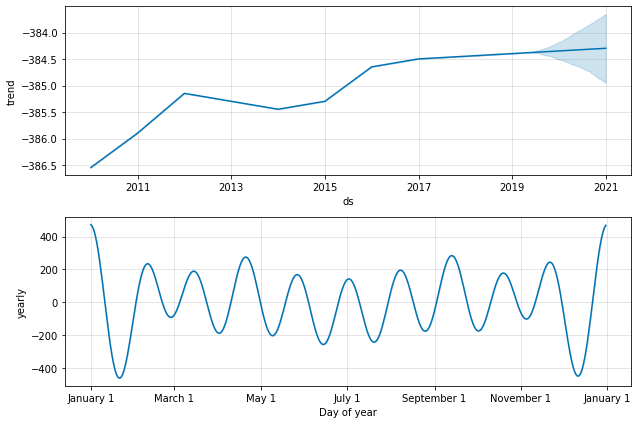 −384.0
−384.5
−385.0
−385.5
−386.0
−386.5
trend
2011 2013 2015 2017 2019 2021
ds
400
200
0
−200
−400
yearly
January 1 March 1 May 1 July 1 September 1 November 1 January 1
Day of year